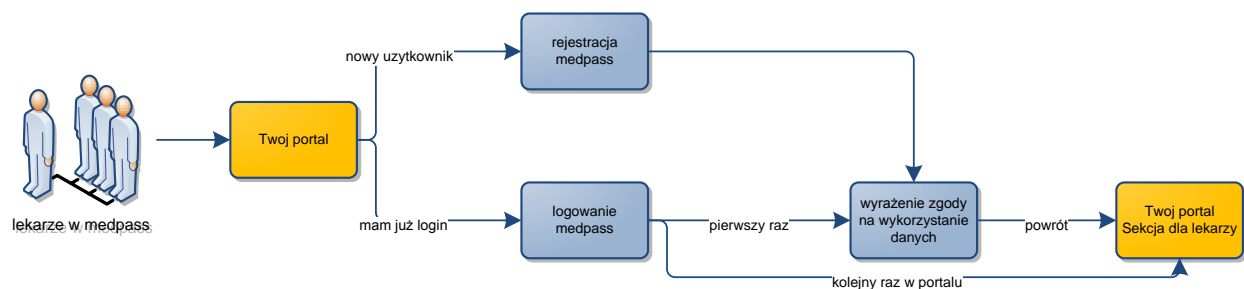 lekarze w medpass
Twoj portal
nowy uzytkownik
mam już login
rejestracja
medpass
logowanie
medpass
pierwszy raz
kolejny raz w portalu
wyrażenie zgody
na wykorzystanie
danych
powrót
Twoj portal
Sekcja dla lekarzy